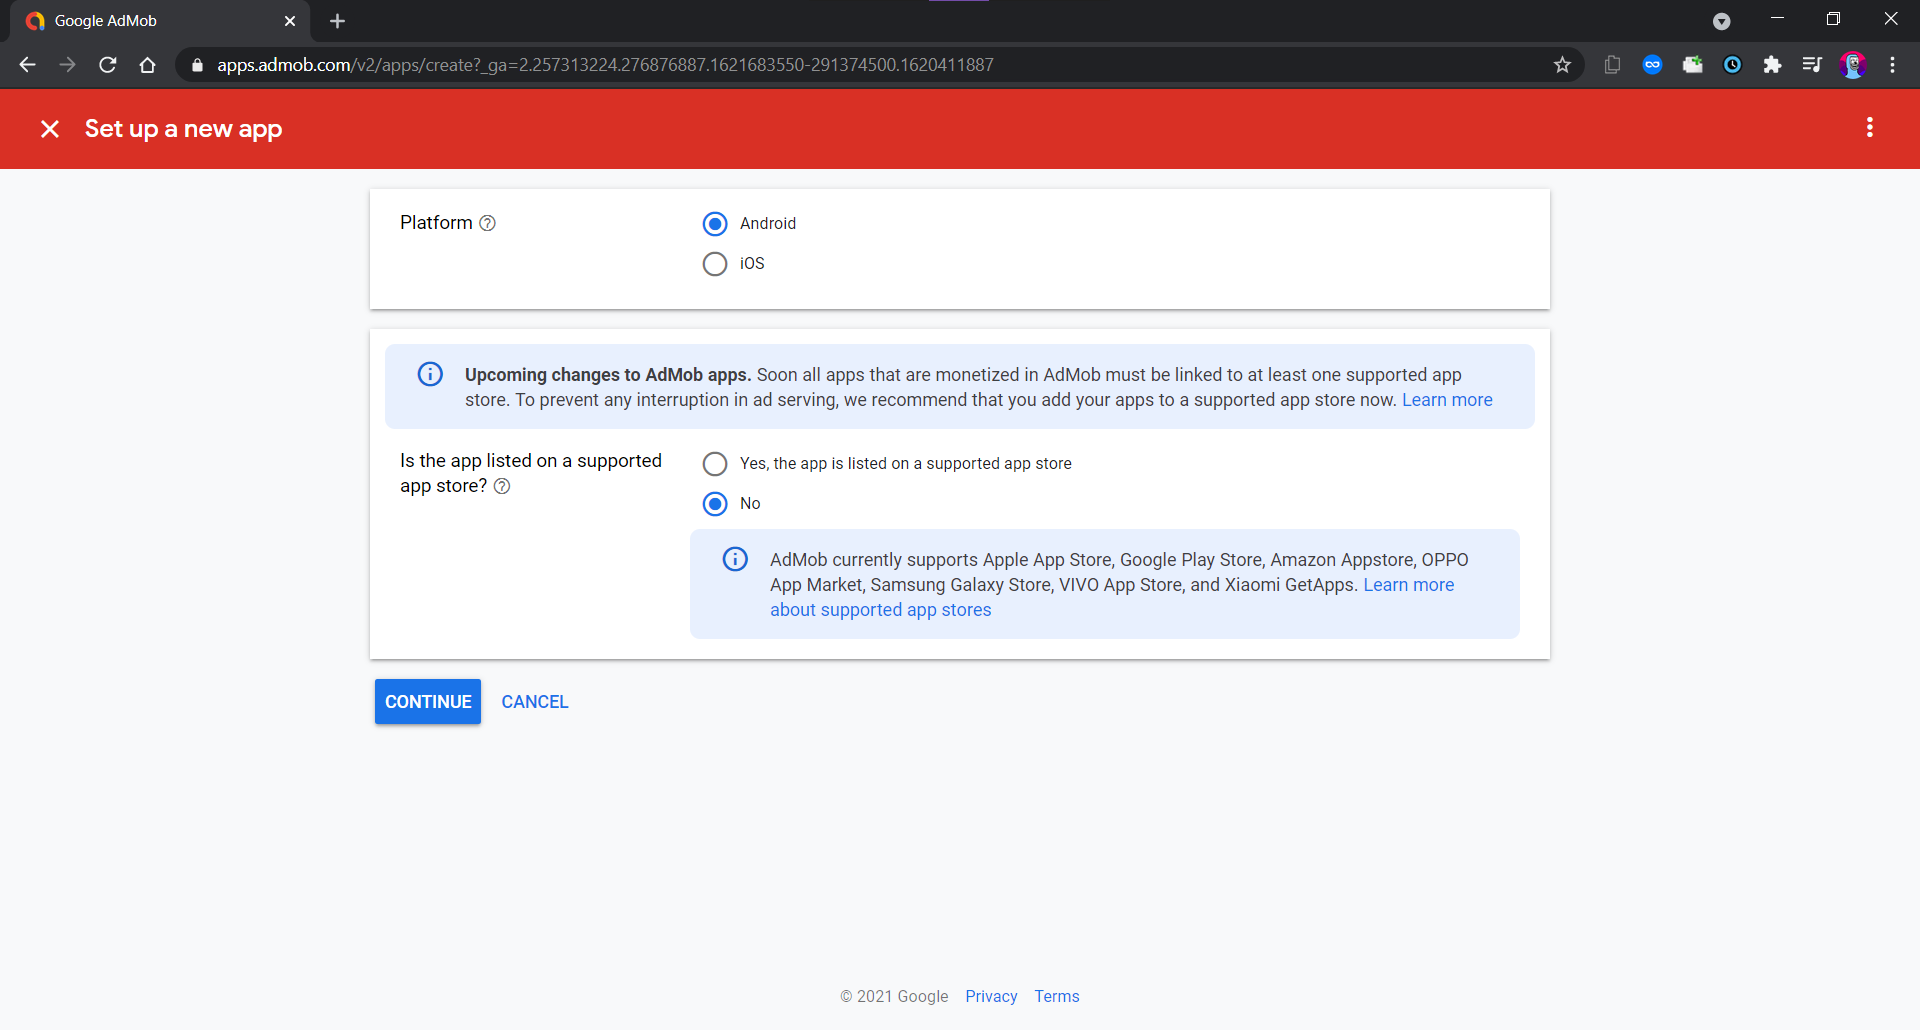 Google AdMob
apps.admob.com/v2/apps/create?_ga=2.257313224.276876887.1621683550-291374500.1620411887
Set up a new app
Platform
Android
iOS
Upcoming changes to AdMob apps. Soon all apps that are monetized in AdMob must be linked to at least one supported app
store. To prevent any interruption in ad serving, we recommend that you add your apps to a supported app store now. Learn more
Is the app listed on a supported
app store?
Yes, the app is listed on a supported app store
No
AdMob currently supports Apple App Store, Google Play Store, Amazon Appstore, OPPO
App Market, Samsung Galaxy Store, VIVO App Store, and Xiaomi GetApps. Learn more
about supported app stores
CONTINUE CANCEL
© 2021 Google Privacy Terms